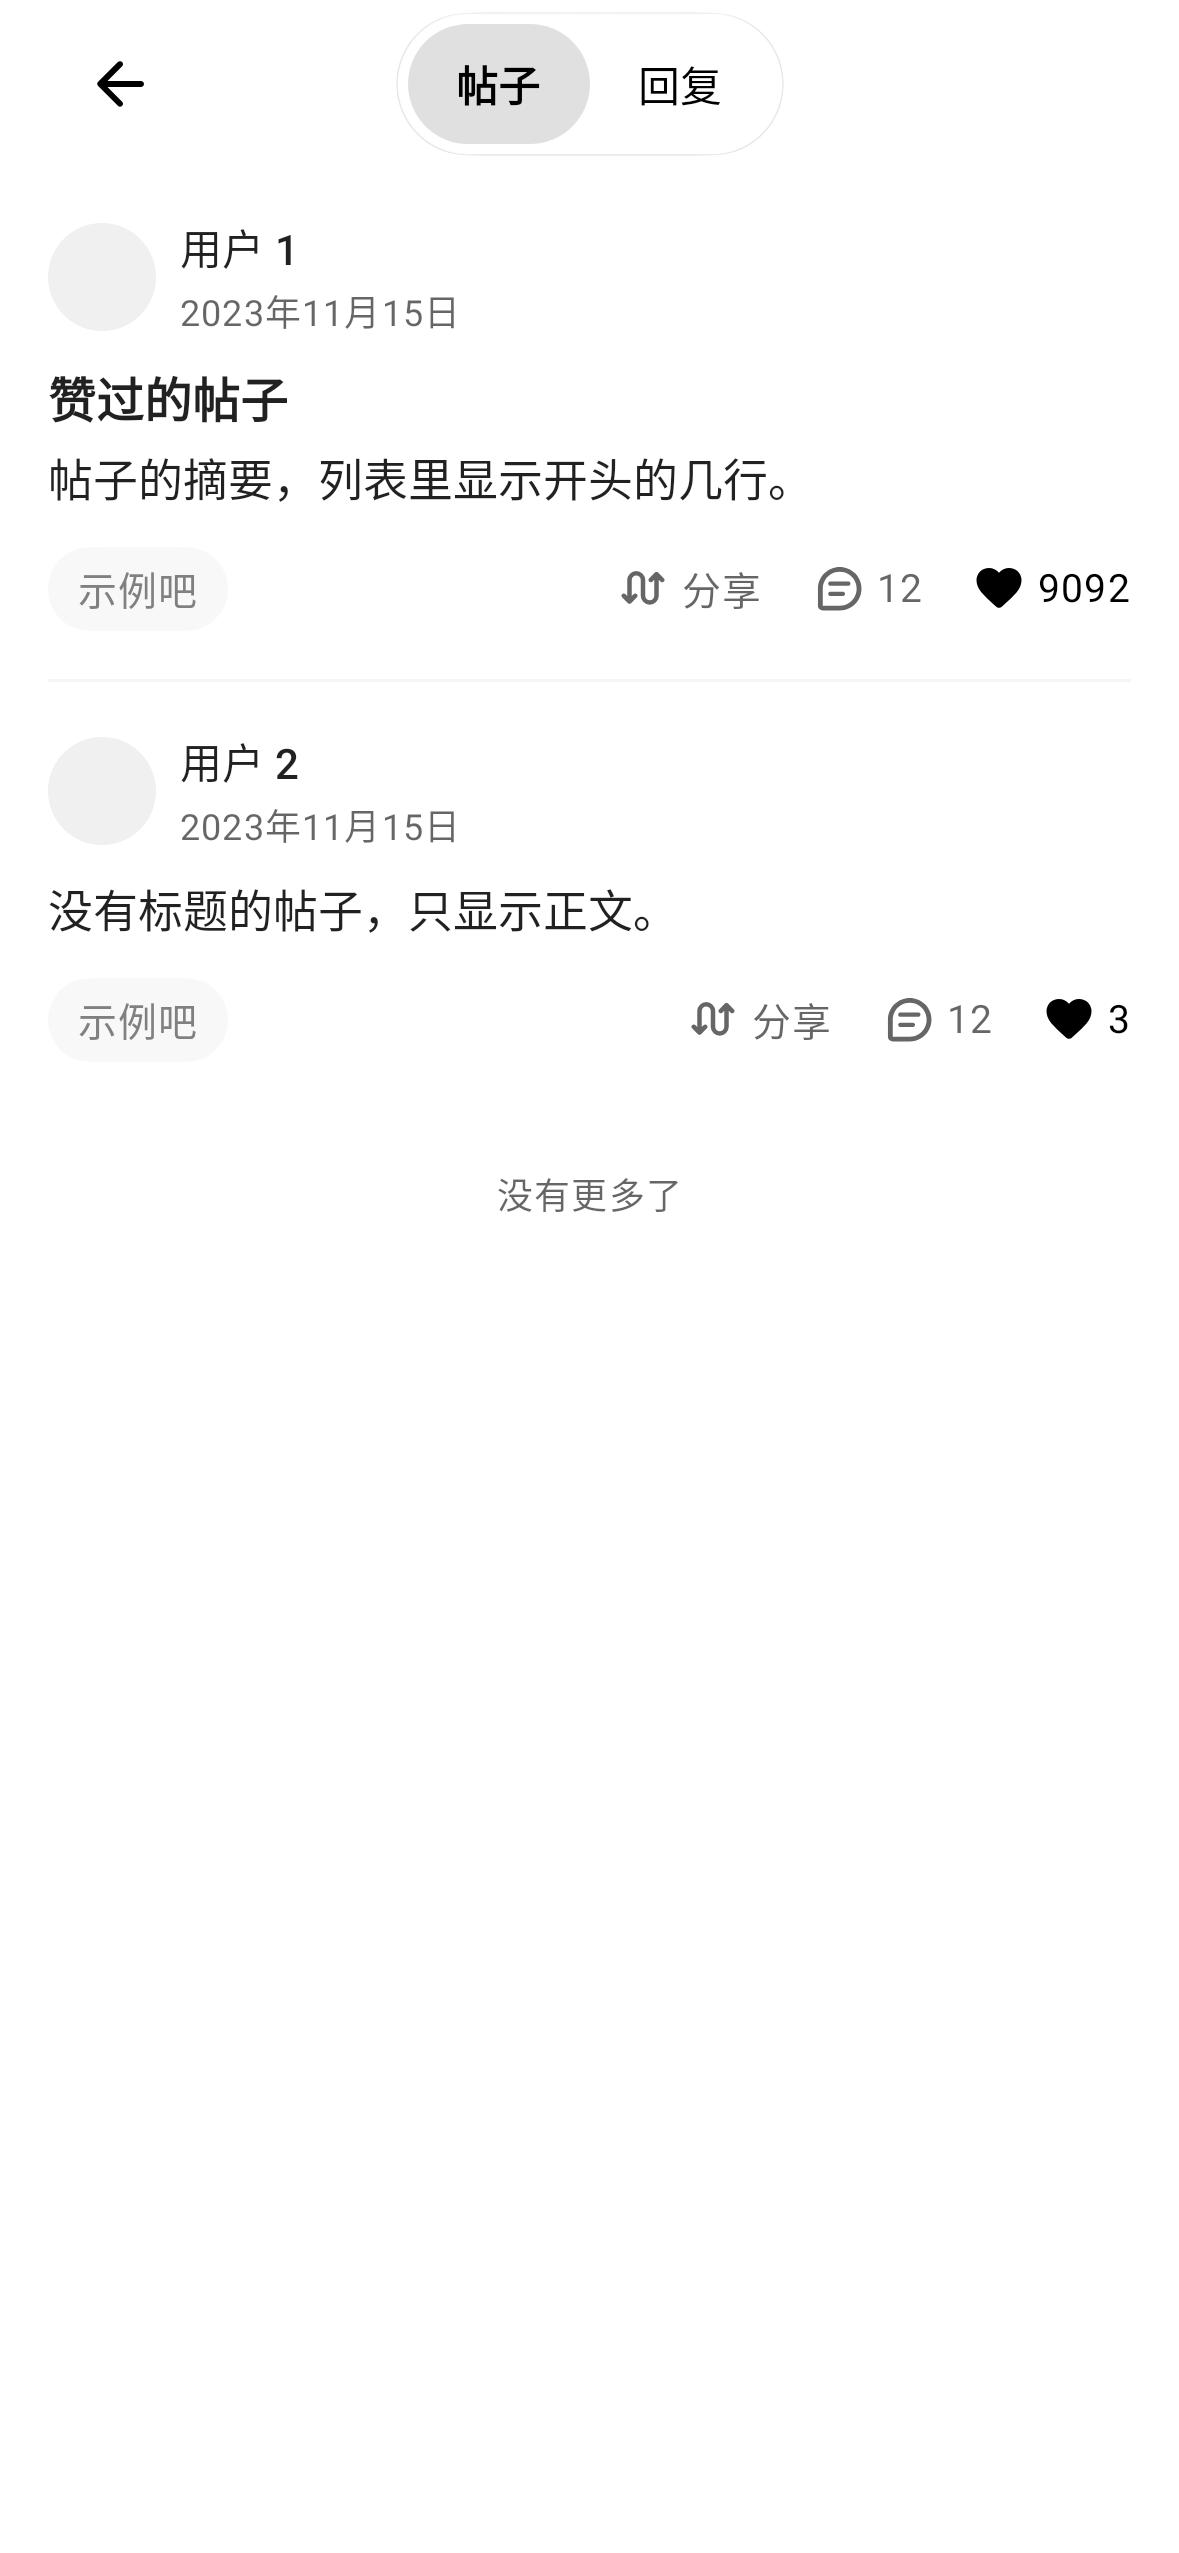 帖子 回复
用户 1
2023年11月15日
赞过的帖子
帖子的摘要，列表里显示开头的几行。
示例吧 分享 12 9092
用户 2
2023年11月15日
没有标题的帖子，只显示正文。
示例吧 分享 12 3
没有更多了